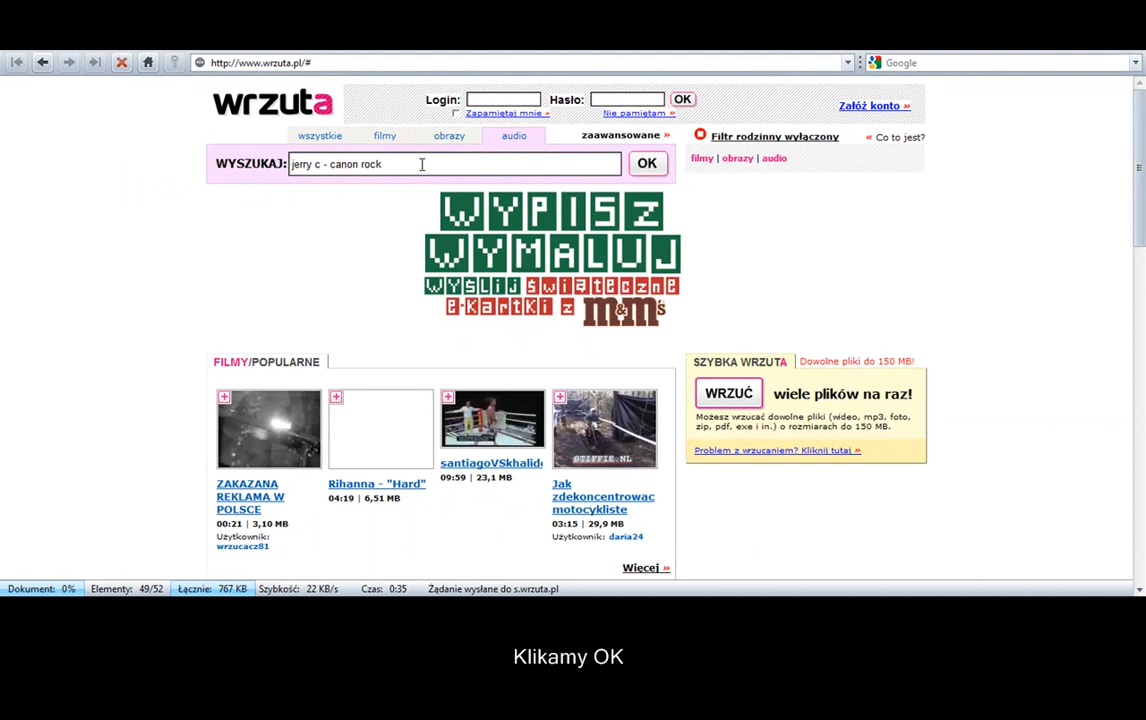 http://www.wrzuta.pl/#
Google
wrzuta
Login:
Hasło:
OK
Zapamiętaj mnie »
Nie pamiętam »
Załóż konto »
wszystkie
filmy
obrazy
audio
zaawansowane »
Filtr rodzinny wyłączony
« Co to jest?
WYSZUKAJ:
jerry c - canon rock
OK
filmy | obrazy | audio
WYPISZ
WYMALUJ
WYŚLIJ ŚWIĄTECZNE
E-KARTKI Z m&m's
FILMY/POPULARNE
SZYBKA WRZUTA
Dowolne pliki do 150 MB!
WRZUĆ
wiele plików na raz!
Możesz wrzucać dowolne pliki (wideo, mp3, foto,
zip, pdf, exe i in.) o rozmiarach do 150 MB.
Problem z wrzucaniem? Kliknij tutaj »
STIFFIE.NL
ZAKAZANA
REKLAMA W
POLSCE
00:21 | 3,10 MB
Użytkownik:
wrzucacz81
Rihanna - "Hard"
04:19 | 6,51 MB
santiagoVSkhalide
09:59 | 23,1 MB
Jak
zdekoncentrowac
motocykliste
03:15 | 29,9 MB
Użytkownik: daria24
Więcej »
Dokument: 0%
Elementy: 49/52
Łącznie: 767 KB
Szybkość: 22 KB/s
Czas: 0:35
Żądanie wysłane do s.wrzuta.pl
Klikamy OK